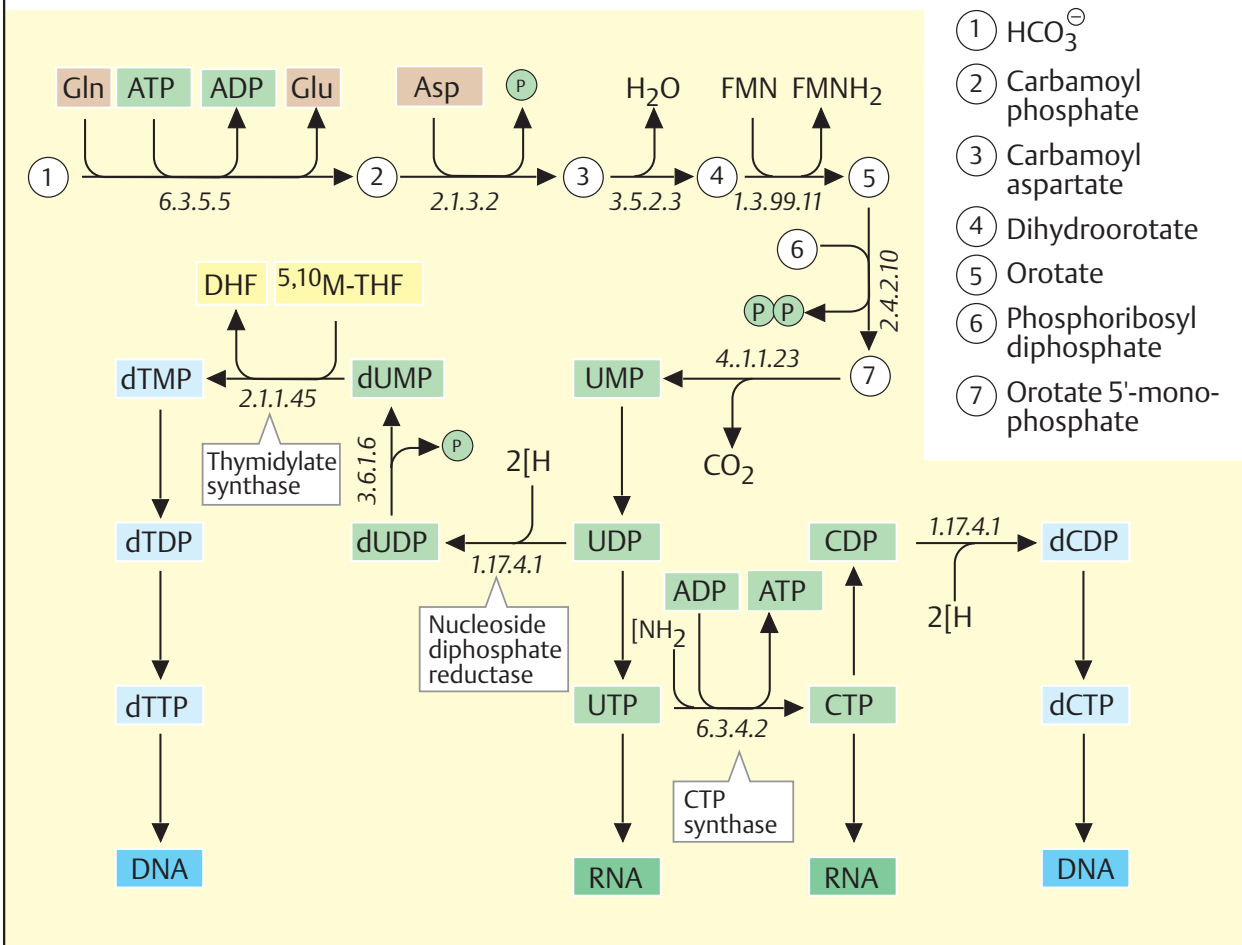 1 HCO3⊖
2 Carbamoyl
phosphate
3 Carbamoyl
aspartate
4 Dihydroorotate
5 Orotate
6 Phosphoribosyl
diphosphate
7 Orotate 5'-mono-
phosphate
Gln ATP ADP Glu Asp P H2O FMN FMNH2
1 2 3 4 5
6.3.5.5 2.1.3.2 3.5.2.3 1.3.99.11
6
2.4.2.10
P P
DHF 5,10M-THF
4..1.1.23
dTMP dUMP UMP 7
2.1.1.45
Thymidylate
synthase
3.6.1.6
P
2[H
CO2
dTDP dUDP UDP CDP 1.17.4.1 dCDP
1.17.4.1
ADP ATP
2[H
Nucleoside
diphosphate
reductase
[NH2
dTTP UTP CTP dCTP
6.3.4.2
CTP
synthase
DNA RNA RNA DNA